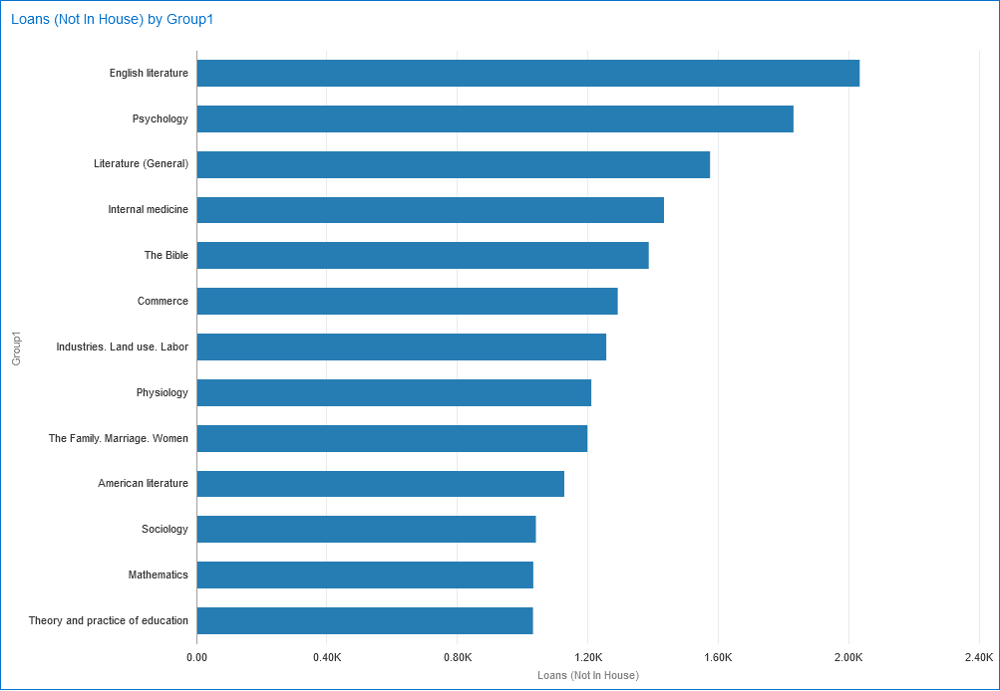 Loans (Not In House) by Group1
English literature
Psychology
Literature (General)
Internal medicine
The Bible
Commerce
Industries. Land use. Labor
Physiology
The Family. Marriage. Women
American literature
Sociology
Mathematics
Theory and practice of education
Group1
0.00 0.40K 0.80K 1.20K 1.60K 2.00K 2.40K
Loans (Not In House)